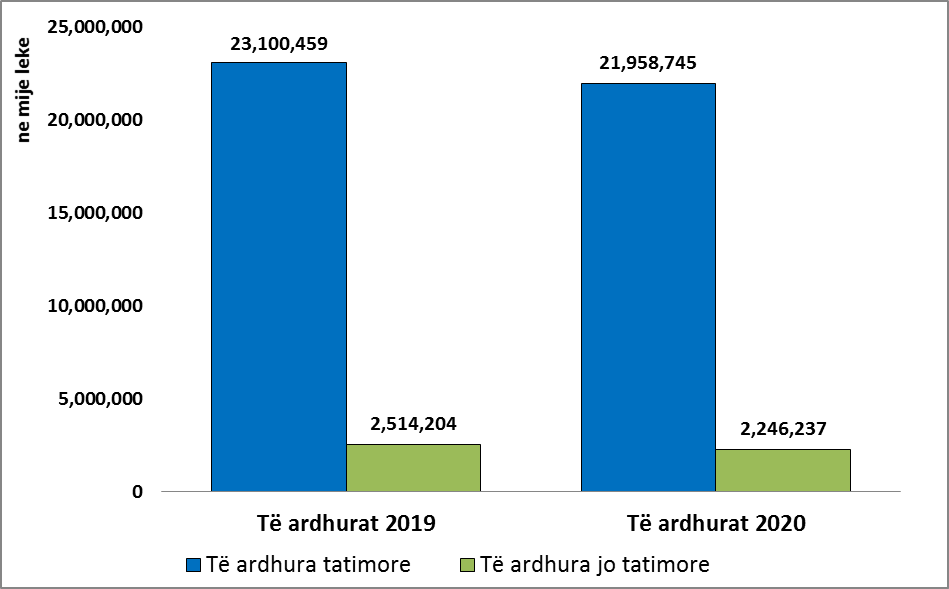 ne mije leke
25,000,000
20,000,000
15,000,000
10,000,000
5,000,000
0
23,100,459
2,514,204
21,958,745
2,246,237
Të ardhurat 2019
Të ardhurat 2020
Të ardhura tatimore
Të ardhura jo tatimore